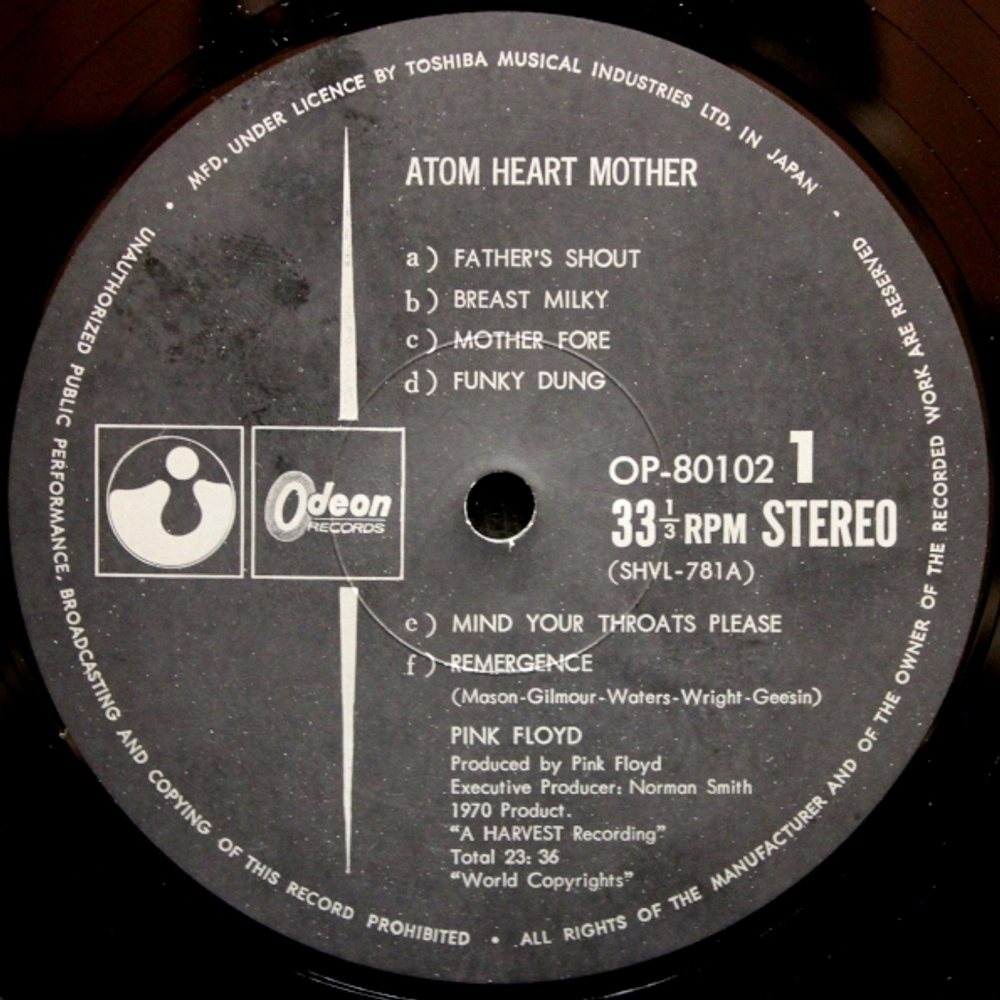 MFD. UNDER LICENCE BY TOSHIBA MUSICAL INDUSTRIES LTD. IN JAPAN •
ATOM HEART MOTHER
a) FATHER'S SHOUT
b) BREAST MILKY
c) MOTHER FORE
d) FUNKY DUNG
Odeon
RECORDS
OP-80102 1
33 1/3 RPM STEREO
(SHVL-781A)
e) MIND YOUR THROATS PLEASE
f) REMERGENCE
(Mason-Gilmour-Waters-Wright-Geesin)
PINK FLOYD
Produced by Pink Floyd
Executive Producer: Norman Smith
1970 Product.
“A HARVEST Recording”
Total 23: 36
“World Copyrights”
ALL RIGHTS OF THE MANUFACTURER AND OF THE OWNER OF THE RECORDED WORK ARE RESERVED •
UNAUTHORIZED PUBLIC PERFORMANCE, BROADCASTING AND COPYING OF THIS RECORD PROHIBITED •